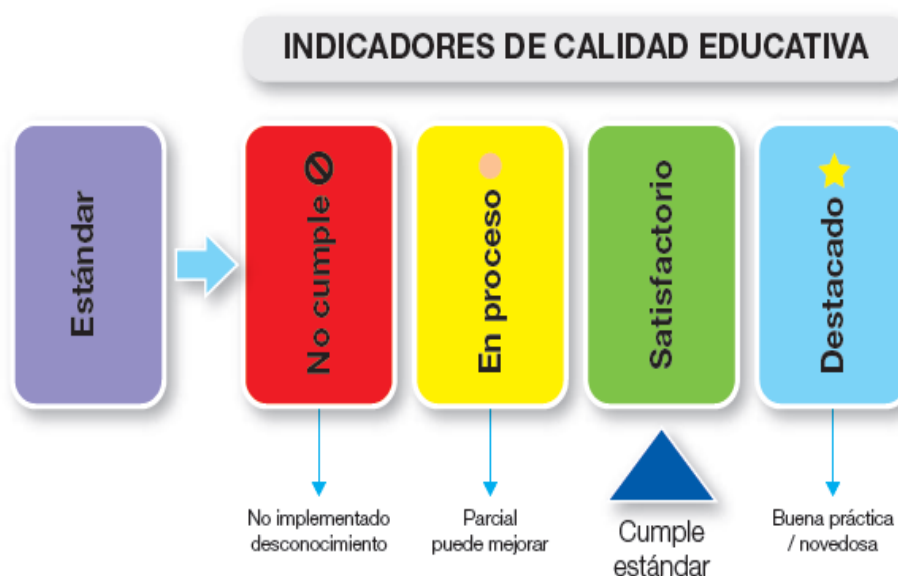 INDICADORES DE CALIDAD EDUCATIVA
Estándar
No cumple
En proceso
Satisfactorio
Destacado
No implementado
desconocimiento
Parcial
puede mejorar
Cumple
estándar
Buena práctica
/ novedosa